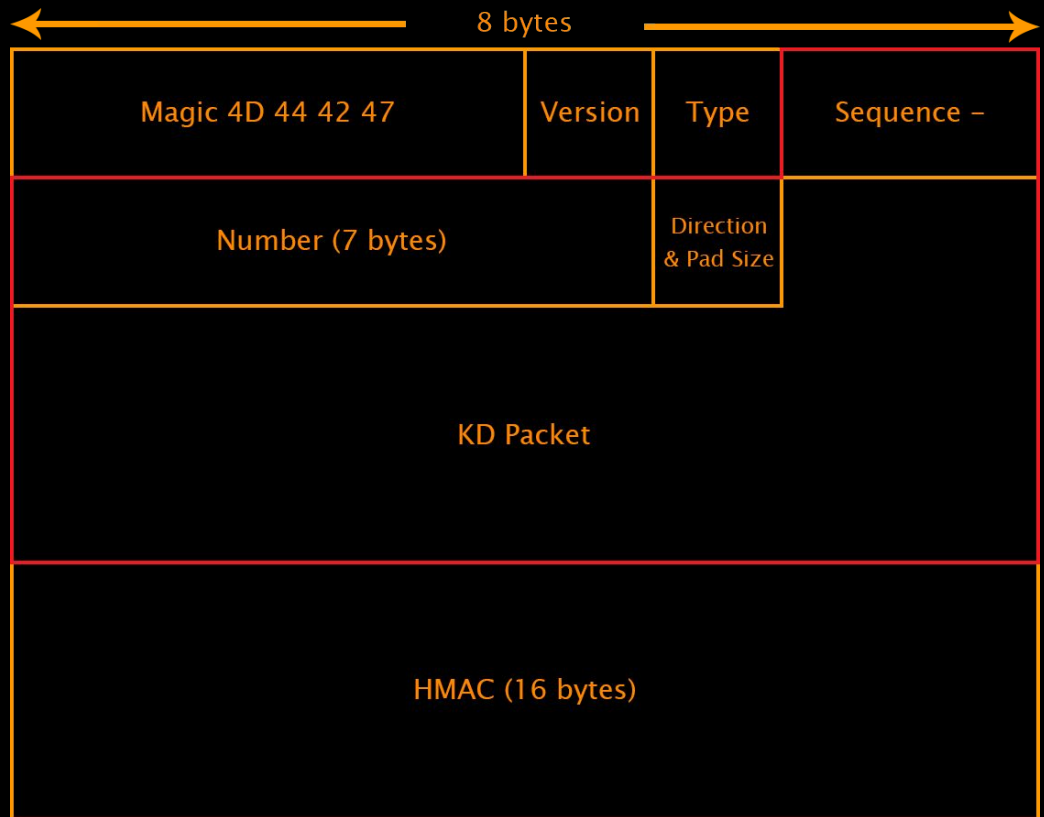 8 bytes
Magic 4D 44 42 47
Version
Type
Sequence –
Number (7 bytes)
Direction
& Pad Size
KD Packet
HMAC (16 bytes)